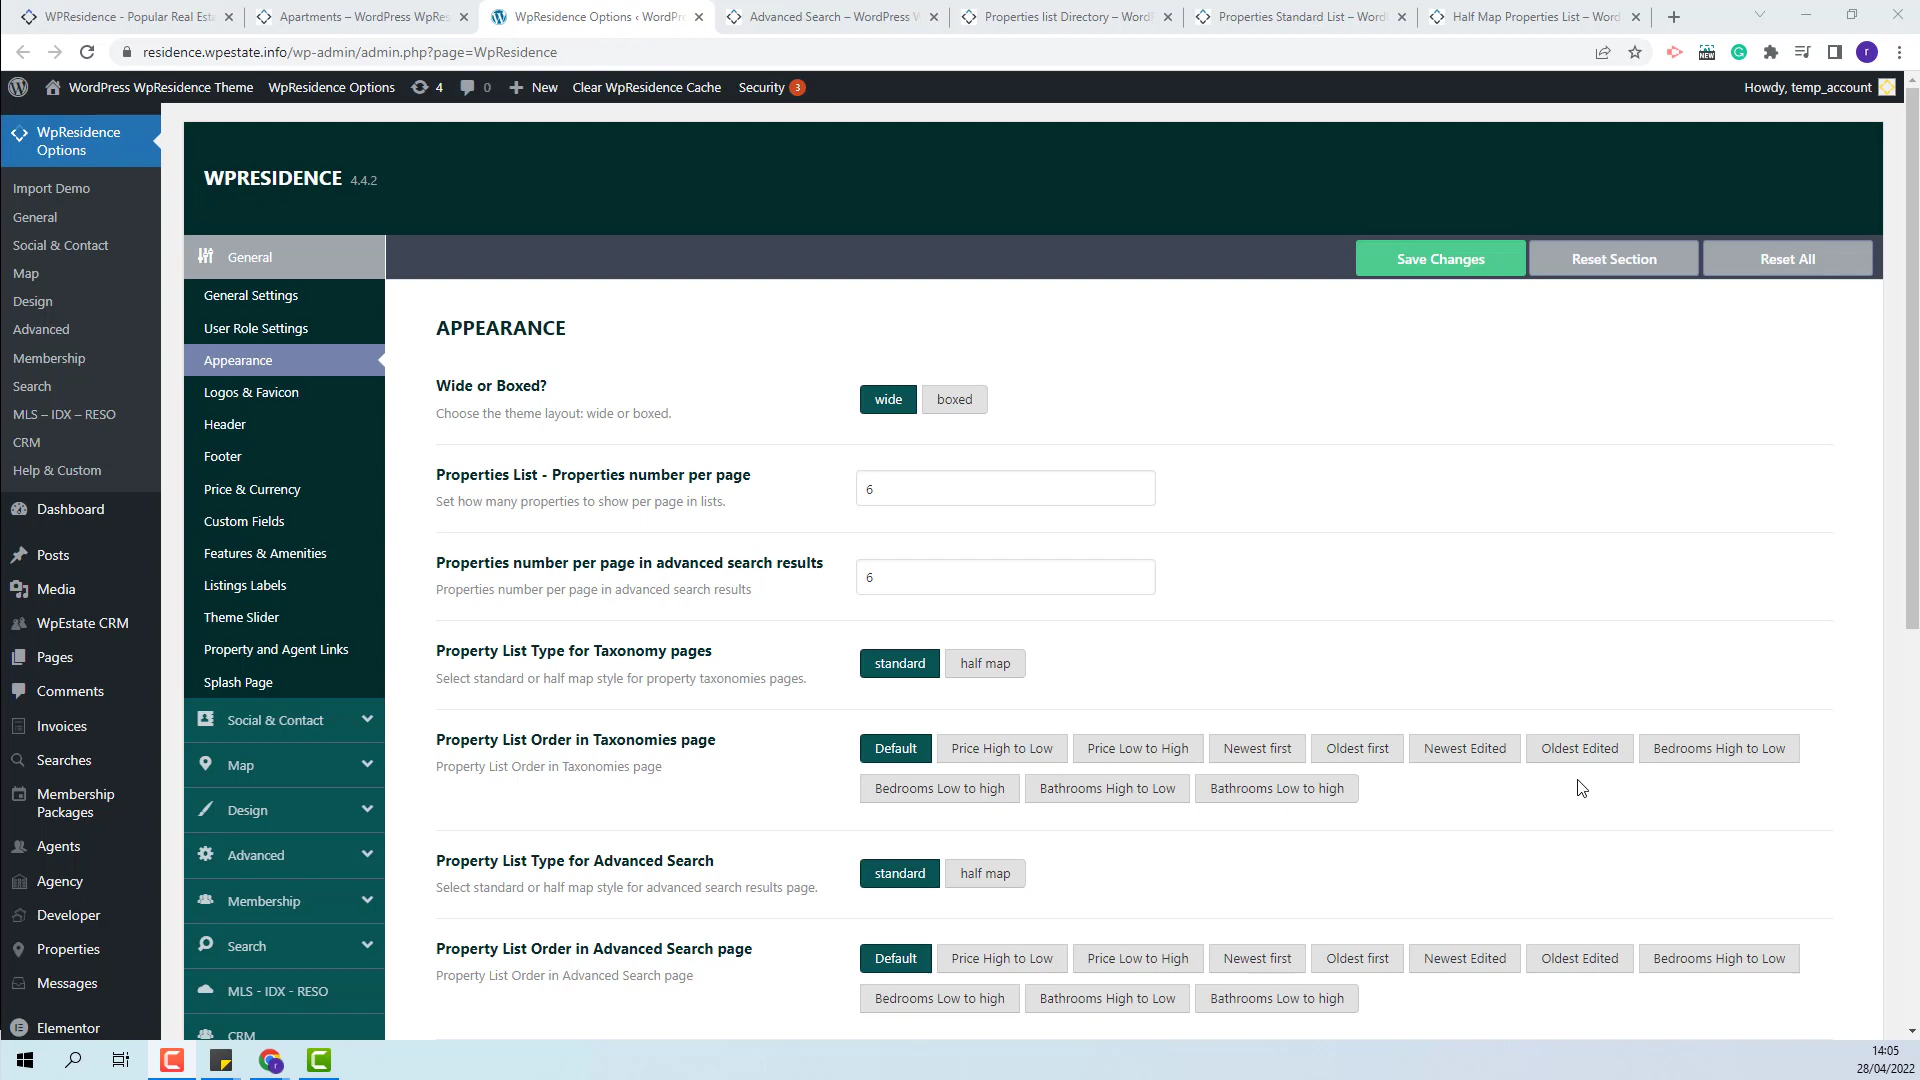 WPResidence - Popular Real Esta
Apartments – WordPress WpRes
WpResidence Options ‹ WordPr
Advanced Search – WordPress W
Properties list Directory – WordF
Properties Standard List – WordI
Half Map Properties List – Word
residence.wpestate.info/wp-admin/admin.php?page=WpResidence
NEW
r
WordPress WpResidence Theme
WpResidence Options
4
0
New
Clear WpResidence Cache
Security 3
Howdy, temp_account
WpResidence Options
Import Demo
General
Social & Contact
Map
Design
Advanced
Membership
Search
MLS – IDX – RESO
CRM
Help & Custom
Dashboard
Posts
Media
WpEstate CRM
Pages
Comments
Invoices
Searches
Membership Packages
Agents
Agency
Developer
Properties
Messages
Elementor
WPRESIDENCE 4.4.2
General
General Settings
User Role Settings
Appearance
Logos & Favicon
Header
Footer
Price & Currency
Custom Fields
Features & Amenities
Listings Labels
Theme Slider
Property and Agent Links
Splash Page
Social & Contact
Map
Design
Advanced
Membership
Search
MLS - IDX - RESO
CRM
Save Changes
Reset Section
Reset All
APPEARANCE
Wide or Boxed?
Choose the theme layout: wide or boxed.
wide boxed
Properties List - Properties number per page
Set how many properties to show per page in lists.
6
Properties number per page in advanced search results
Properties number per page in advanced search results
6
Property List Type for Taxonomy pages
Select standard or half map style for property taxonomies pages.
standard half map
Property List Order in Taxonomies page
Property List Order in Taxonomies page
Default Price High to Low Price Low to High Newest first Oldest first Newest Edited Oldest Edited Bedrooms High to Low
Bedrooms Low to high Bathrooms High to Low Bathrooms Low to high
Property List Type for Advanced Search
Select standard or half map style for advanced search results page.
standard half map
Property List Order in Advanced Search page
Property List Order in Advanced Search page
Default Price High to Low Price Low to High Newest first Oldest first Newest Edited Oldest Edited Bedrooms High to Low
Bedrooms Low to high Bathrooms High to Low Bathrooms Low to high
14:05
28/04/2022